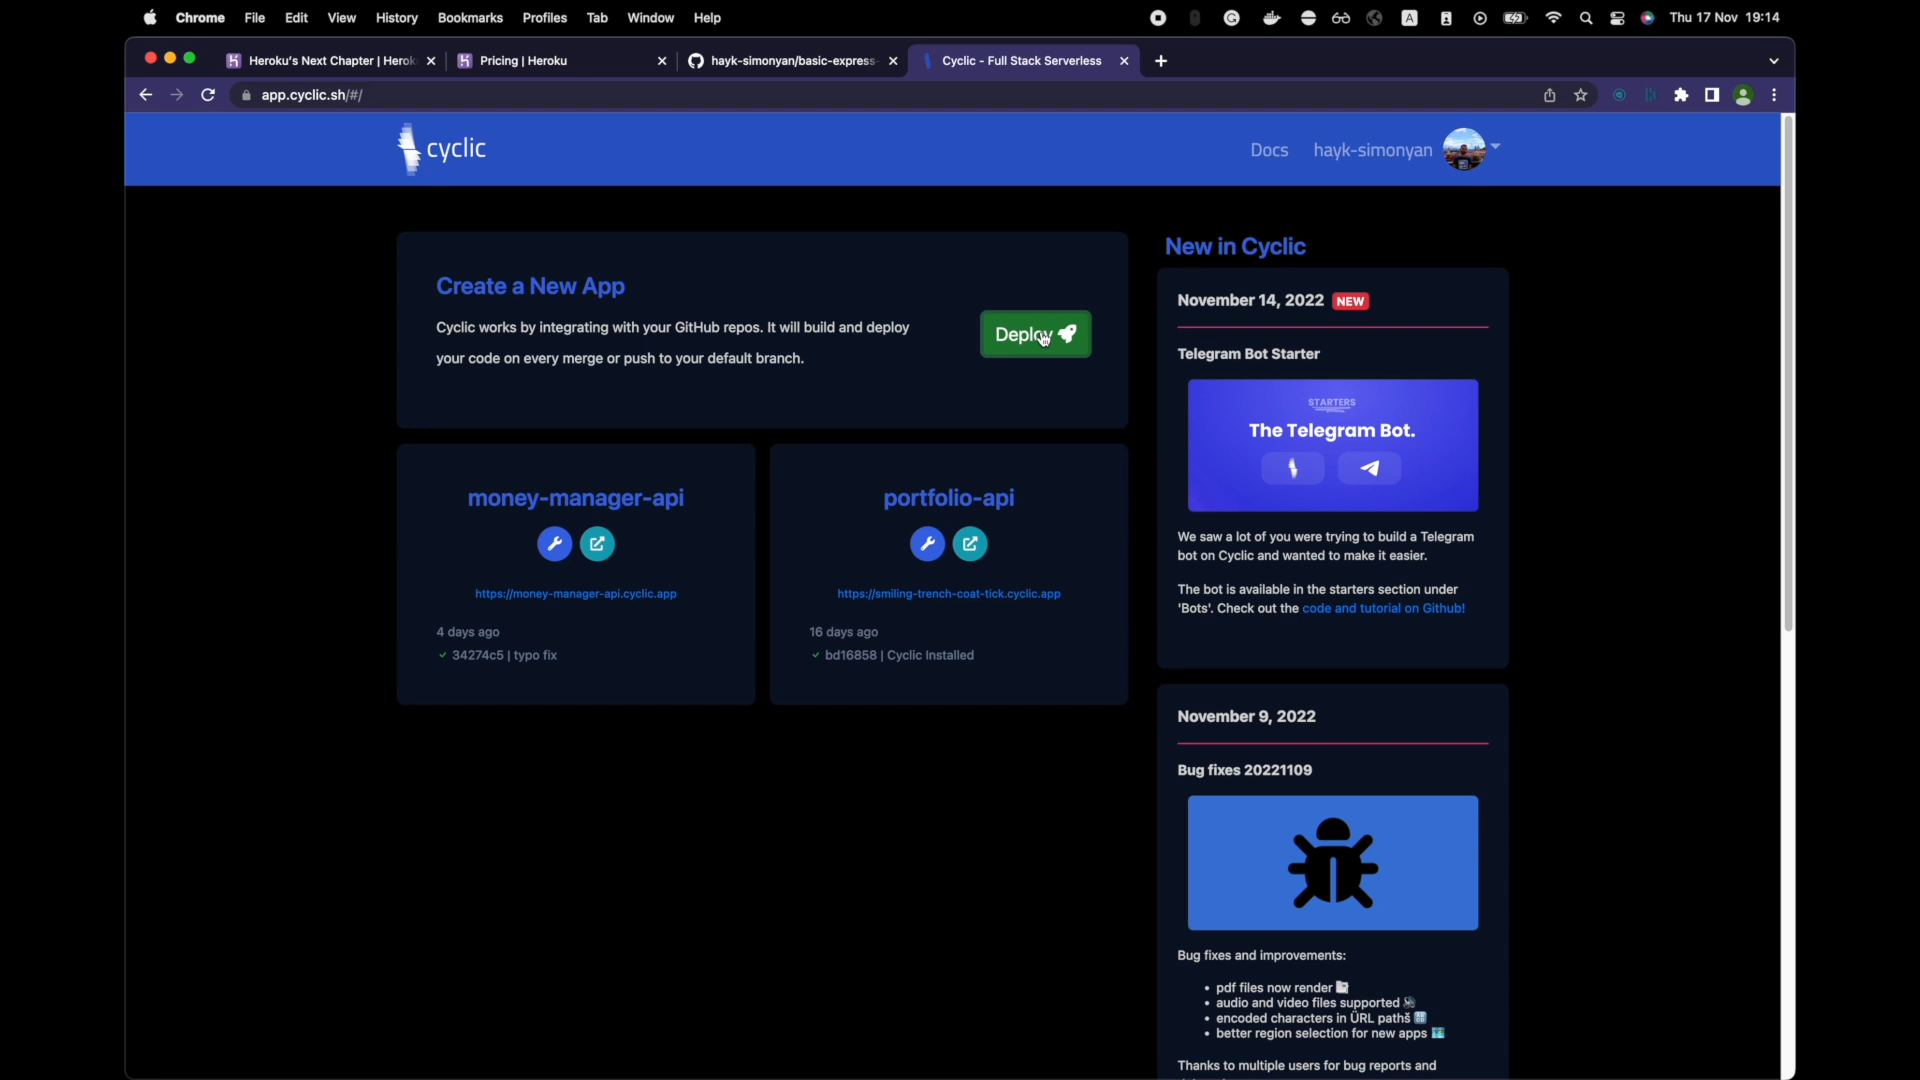 Chrome File Edit View History Bookmarks Profiles Tab Window Help
A
Thu 17 Nov 19:14
Heroku's Next Chapter | Herok
Pricing | Heroku
hayk-simonyan/basic-express-
Cyclic - Full Stack Serverless
app.cyclic.sh/#/
cyclic
Docs
hayk-simonyan
Create a New App
Cyclic works by integrating with your GitHub repos. It will build and deploy
your code on every merge or push to your default branch.
Deploy
money-manager-api
https://money-manager-api.cyclic.app
4 days ago
34274c5 | typo fix
portfolio-api
https://smiling-trench-coat-tick.cyclic.app
16 days ago
bd16858 | Cyclic Installed
New in Cyclic
November 14, 2022 NEW
Telegram Bot Starter
STARTERS
The Telegram Bot.
We saw a lot of you were trying to build a Telegram
bot on Cyclic and wanted to make it easier.
The bot is available in the starters section under
'Bots'. Check out the code and tutorial on Github!
November 9, 2022
Bug fixes 20221109
Bug fixes and improvements:
• pdf files now render
• audio and video files supported
• encoded characters in ÜRL pathš
• better region selection for new apps
Thanks to multiple users for bug reports and